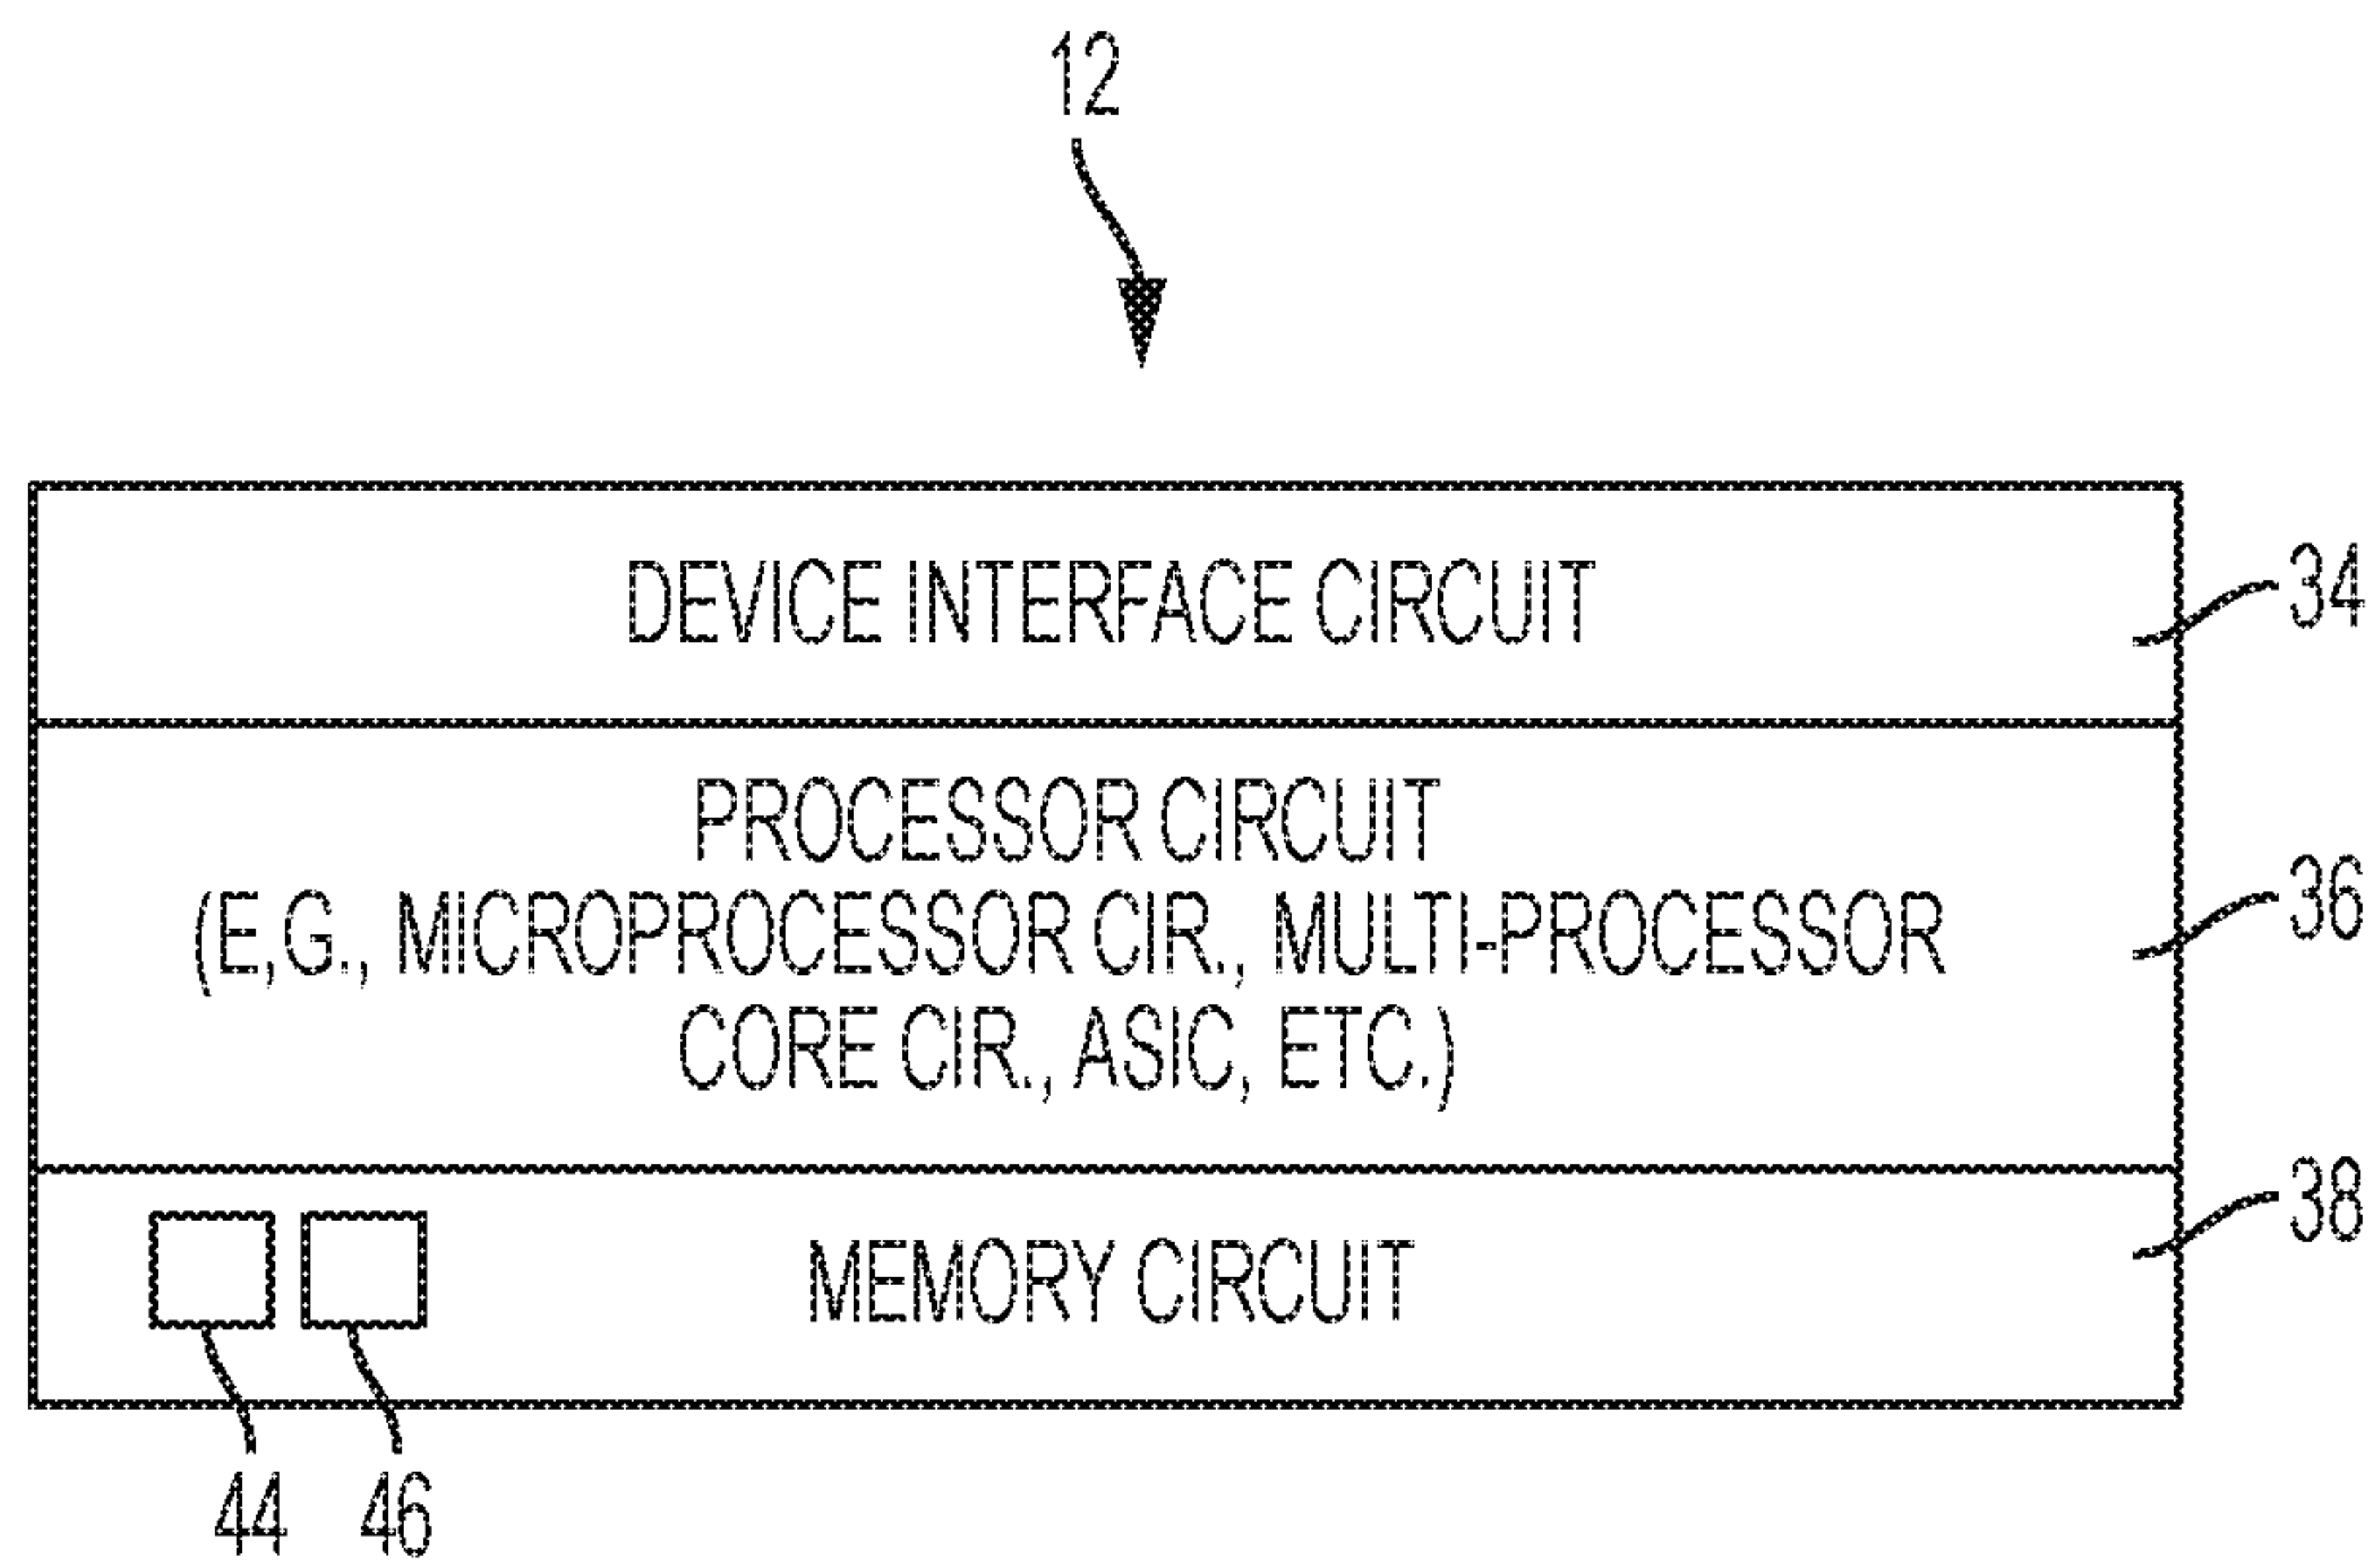 12
DEVICE INTERFACE CIRCUIT
34
PROCESSOR CIRCUIT
(E,G., MICROPROCESSOR CIR., MULTI-PROCESSOR
CORE CIR., ASIC, ETC.)
36
MEMORY CIRCUIT
38
44
46